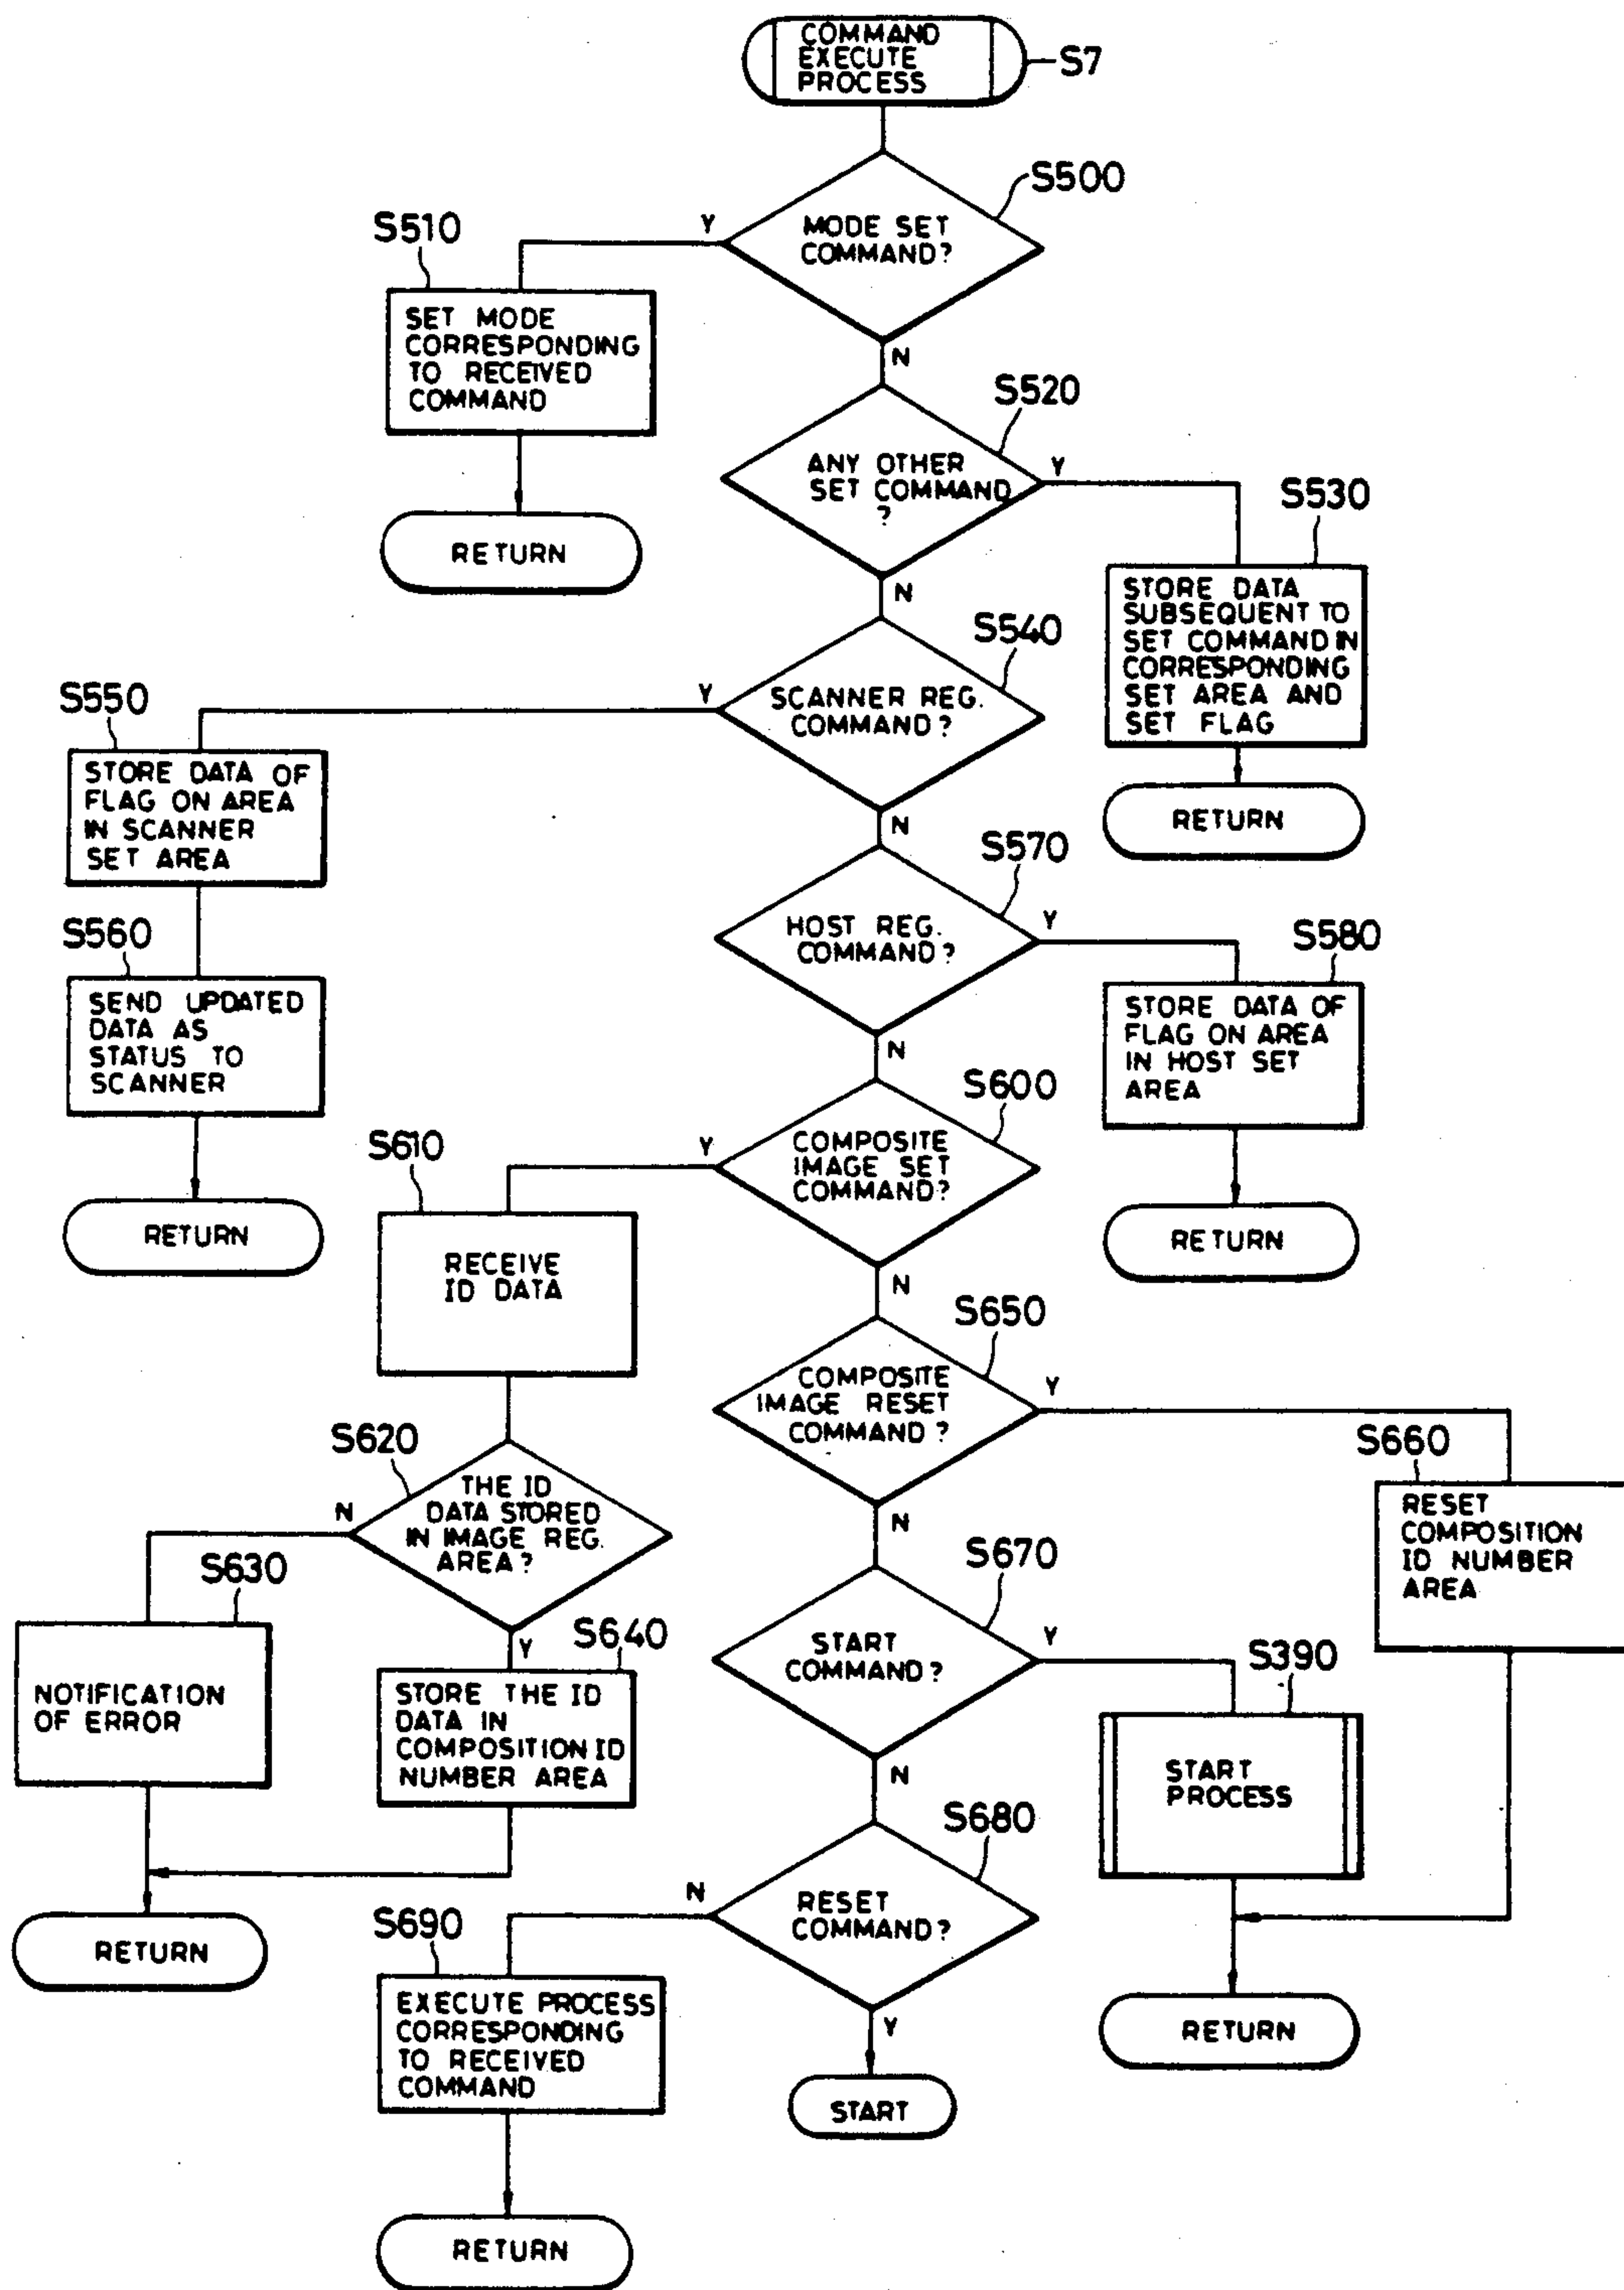 COMMAND
EXECUTE
PROCESS
S7
S500
MODE SET
COMMAND?
Y
N
S510
SET MODE
CORRESPONDING
TO RECEIVED
COMMAND
RETURN
S520
ANY OTHER
SET COMMAND
?
Y
N
S530
STORE DATA
SUBSEQUENT TO
SET COMMAND IN
CORRESPONDING
SET AREA AND
SET FLAG
RETURN
S540
SCANNER REG.
COMMAND?
Y
N
S550
STORE DATA OF
FLAG ON AREA
IN SCANNER
SET AREA
S560
SEND UPDATED
DATA AS
STATUS TO
SCANNER
RETURN
S570
HOST REG.
COMMAND?
Y
N
S580
STORE DATA OF
FLAG ON AREA
IN HOST SET
AREA
RETURN
S600
COMPOSITE
IMAGE SET
COMMAND?
Y
N
S610
RECEIVE
ID DATA
S620
THE ID
DATA STORED
IN IMAGE REG.
AREA?
N
Y
S630
NOTIFICATION
OF ERROR
S640
STORE THE ID
DATA IN
COMPOSITION ID
NUMBER AREA
RETURN
S650
COMPOSITE
IMAGE RESET
COMMAND?
Y
N
S660
RESET
COMPOSITION
ID NUMBER
AREA
S670
START
COMMAND?
Y
N
S390
START
PROCESS
RETURN
S680
RESET
COMMAND?
N
Y
S690
EXECUTE PROCESS
CORRESPONDING
TO RECEIVED
COMMAND
RETURN
START